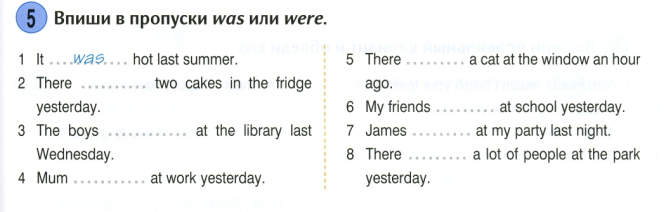 5 Впиши в пропуски was или were.
1 It ....was.... hot last summer.
2 There ........... two cakes in the fridge
yesterday.
3 The boys ............. at the library last
Wednesday.
4 Mum ............ at work yesterday.
5 There .......... a cat at the window an hour
ago.
6 My friends .......... at school yesterday.
7 James .......... at my party last night.
8 There .......... a lot of people at the park
yesterday.